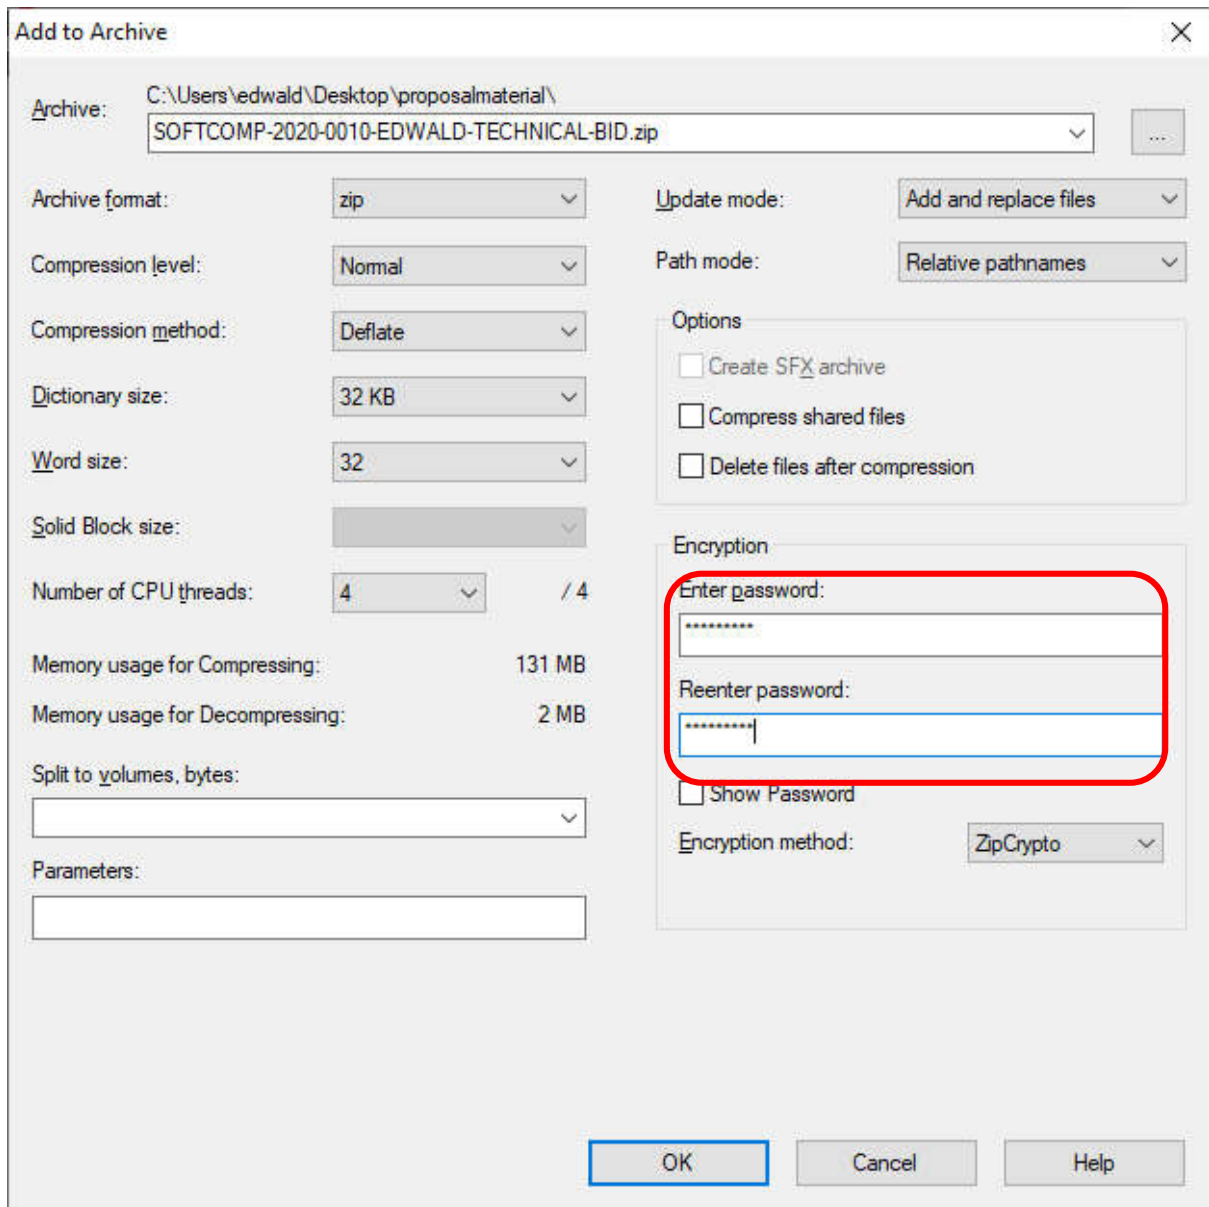 Add to Archive
Archive:
C:\Users\edwald\Desktop\proposalmaterial\
SOFTCOMP-2020-0010-EDWALD-TECHNICAL-BID.zip
...
Archive format:
zip
Compression level:
Normal
Compression method:
Deflate
Dictionary size:
32 KB
Word size:
32
Solid Block size:
Number of CPU threads:
4
/ 4
Memory usage for Compressing:
131 MB
Memory usage for Decompressing:
2 MB
Split to volumes, bytes:
Parameters:
Update mode:
Add and replace files
Path mode:
Relative pathnames
Options
Create SFX archive
Compress shared files
Delete files after compression
Encryption
Enter password:
*********
Reenter password:
*********
Show Password
Encryption method:
ZipCrypto
OK
Cancel
Help